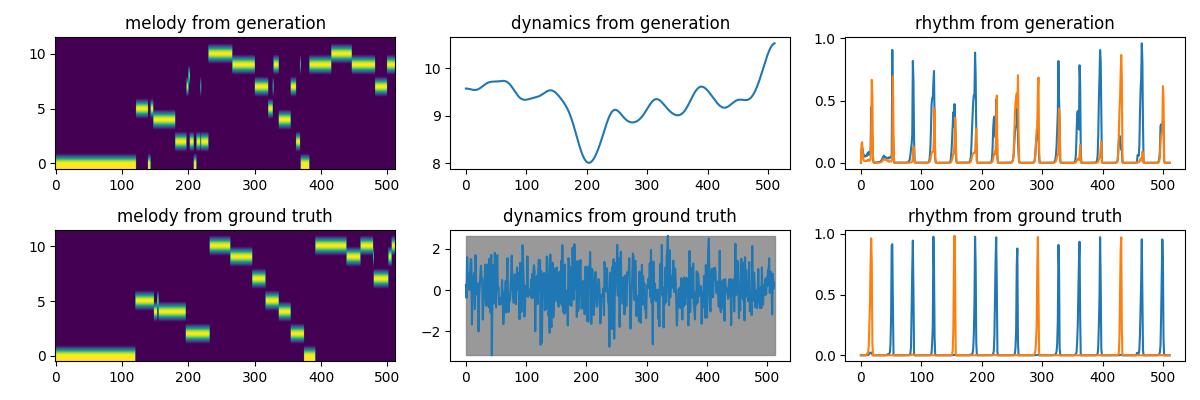 melody from generation
10
5
0
0 100 200 300 400 500
dynamics from generation
10
9
8
0 100 200 300 400 500
rhythm from generation
1.0
0.5
0.0
0 100 200 300 400 500
melody from ground truth
10
5
0
0 100 200 300 400 500
dynamics from ground truth
2
0
−2
0 100 200 300 400 500
rhythm from ground truth
1.0
0.5
0.0
0 100 200 300 400 500